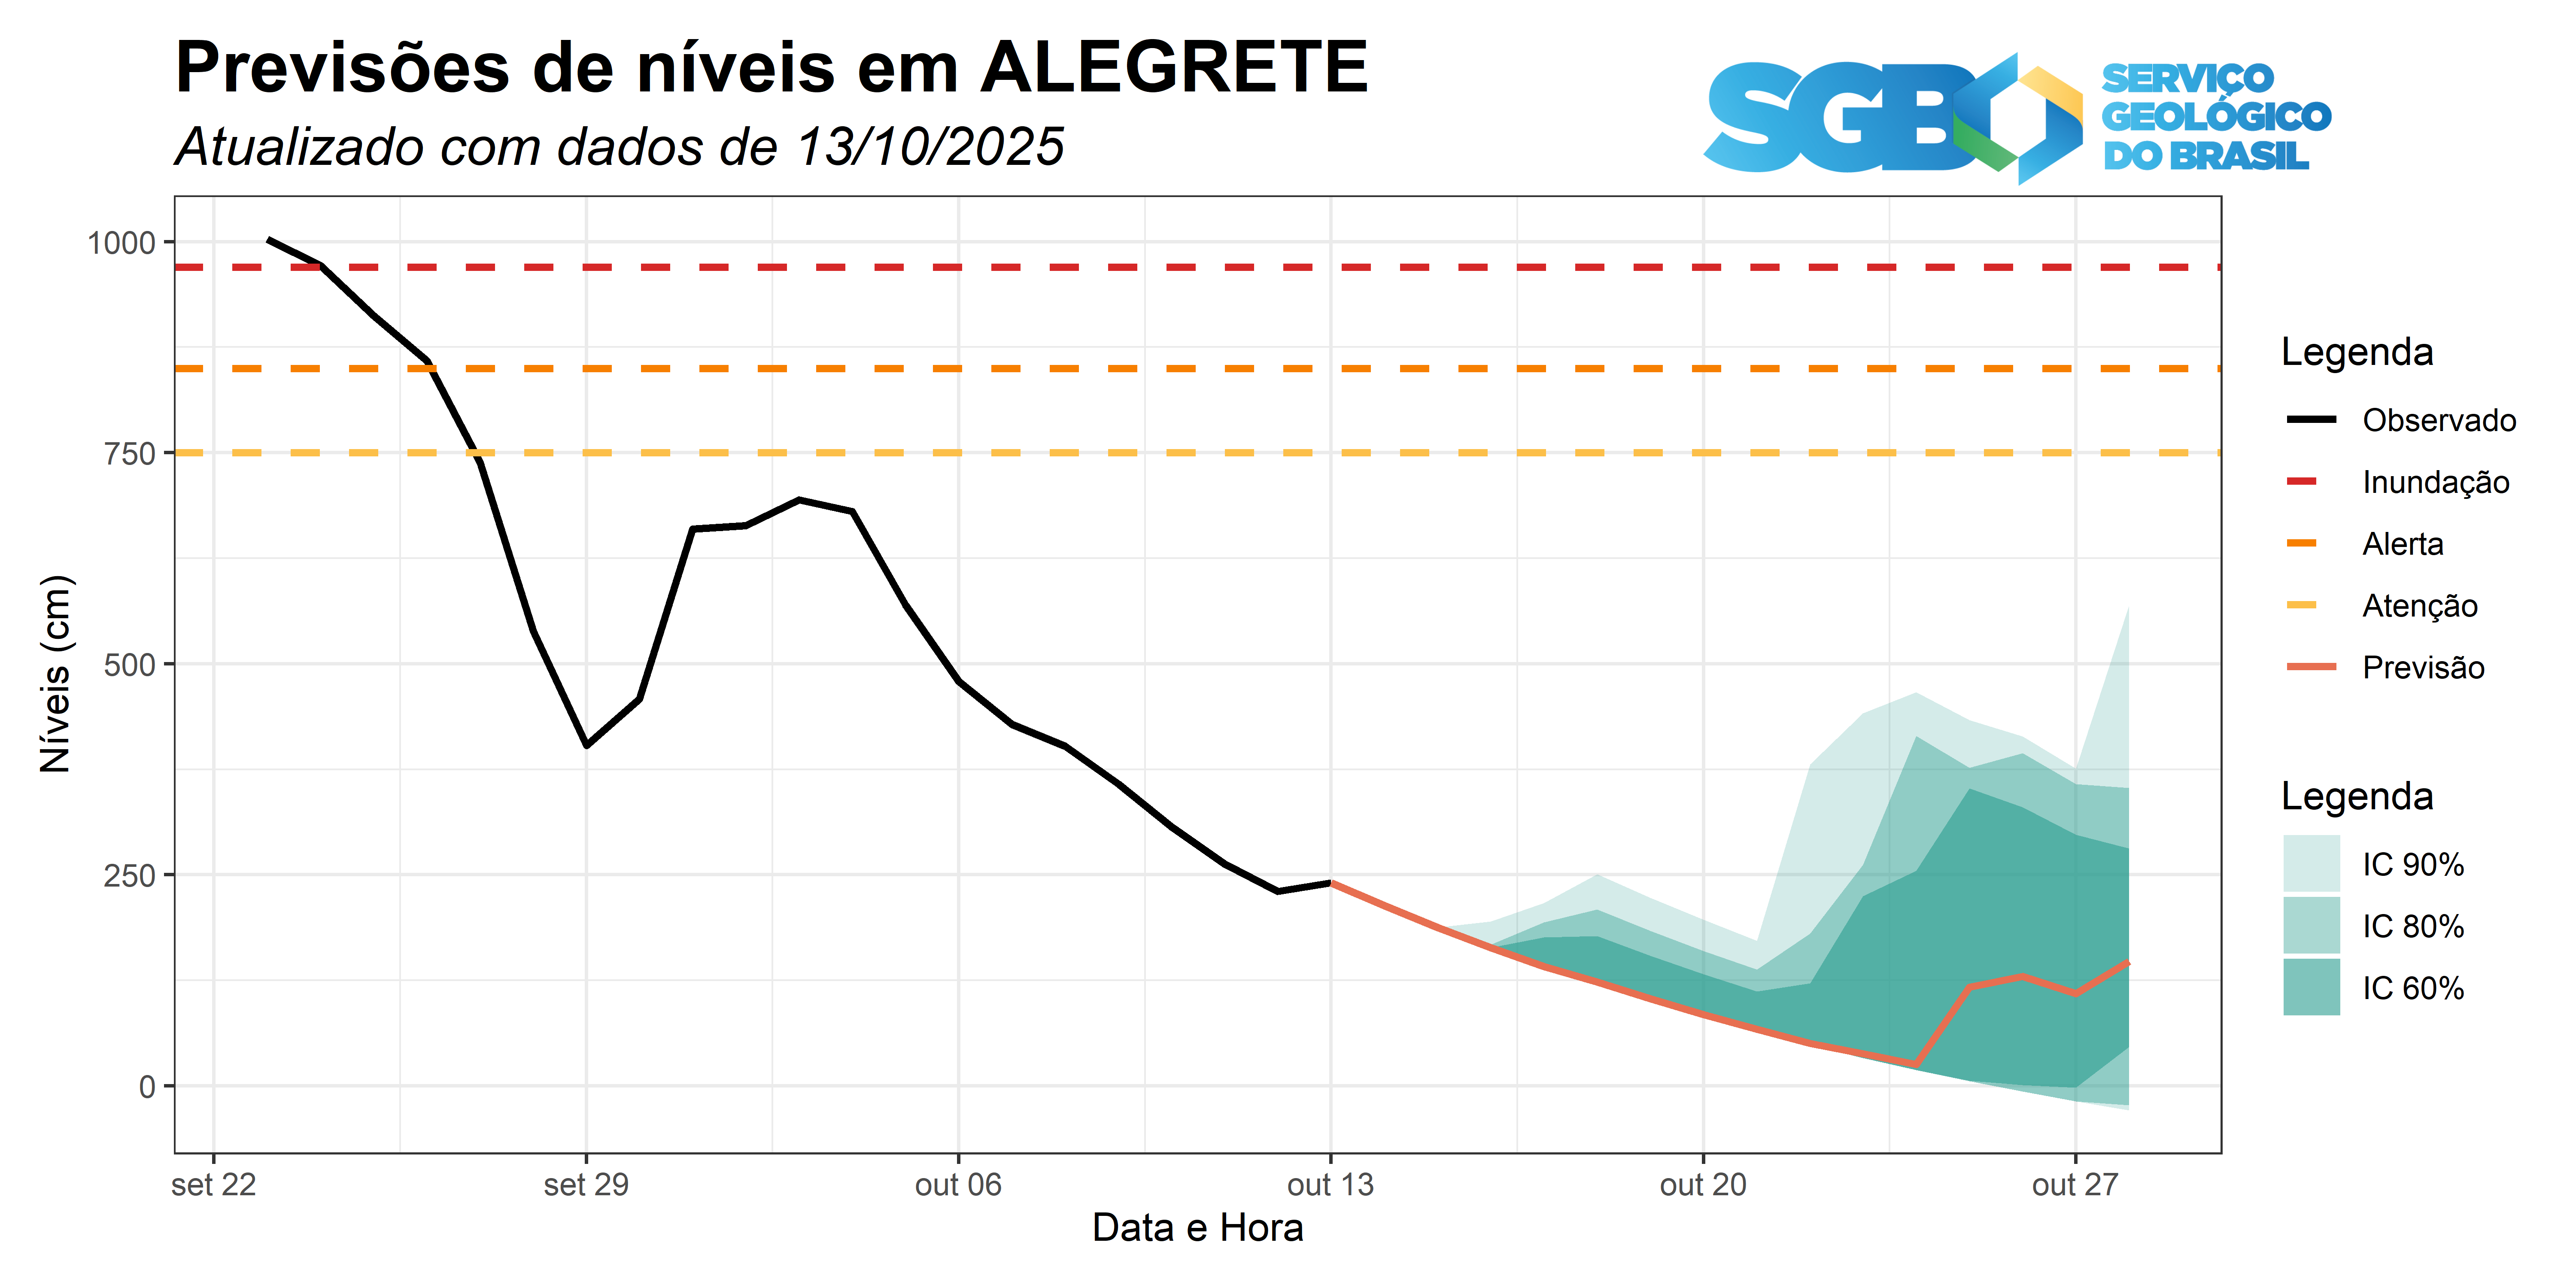 Previsões de níveis em ALEGRETE
Atualizado com dados de 13/10/2025
SGB
SERVIÇO
GEOLÓGICO
DO BRASIL
Níveis (cm)
1000
750
500
250
0
set 22
set 29
out 06
out 13
out 20
out 27
Data e Hora
Legenda
Observado
Inundação
Alerta
Atenção
Previsão
Legenda
IC 90%
IC 80%
IC 60%